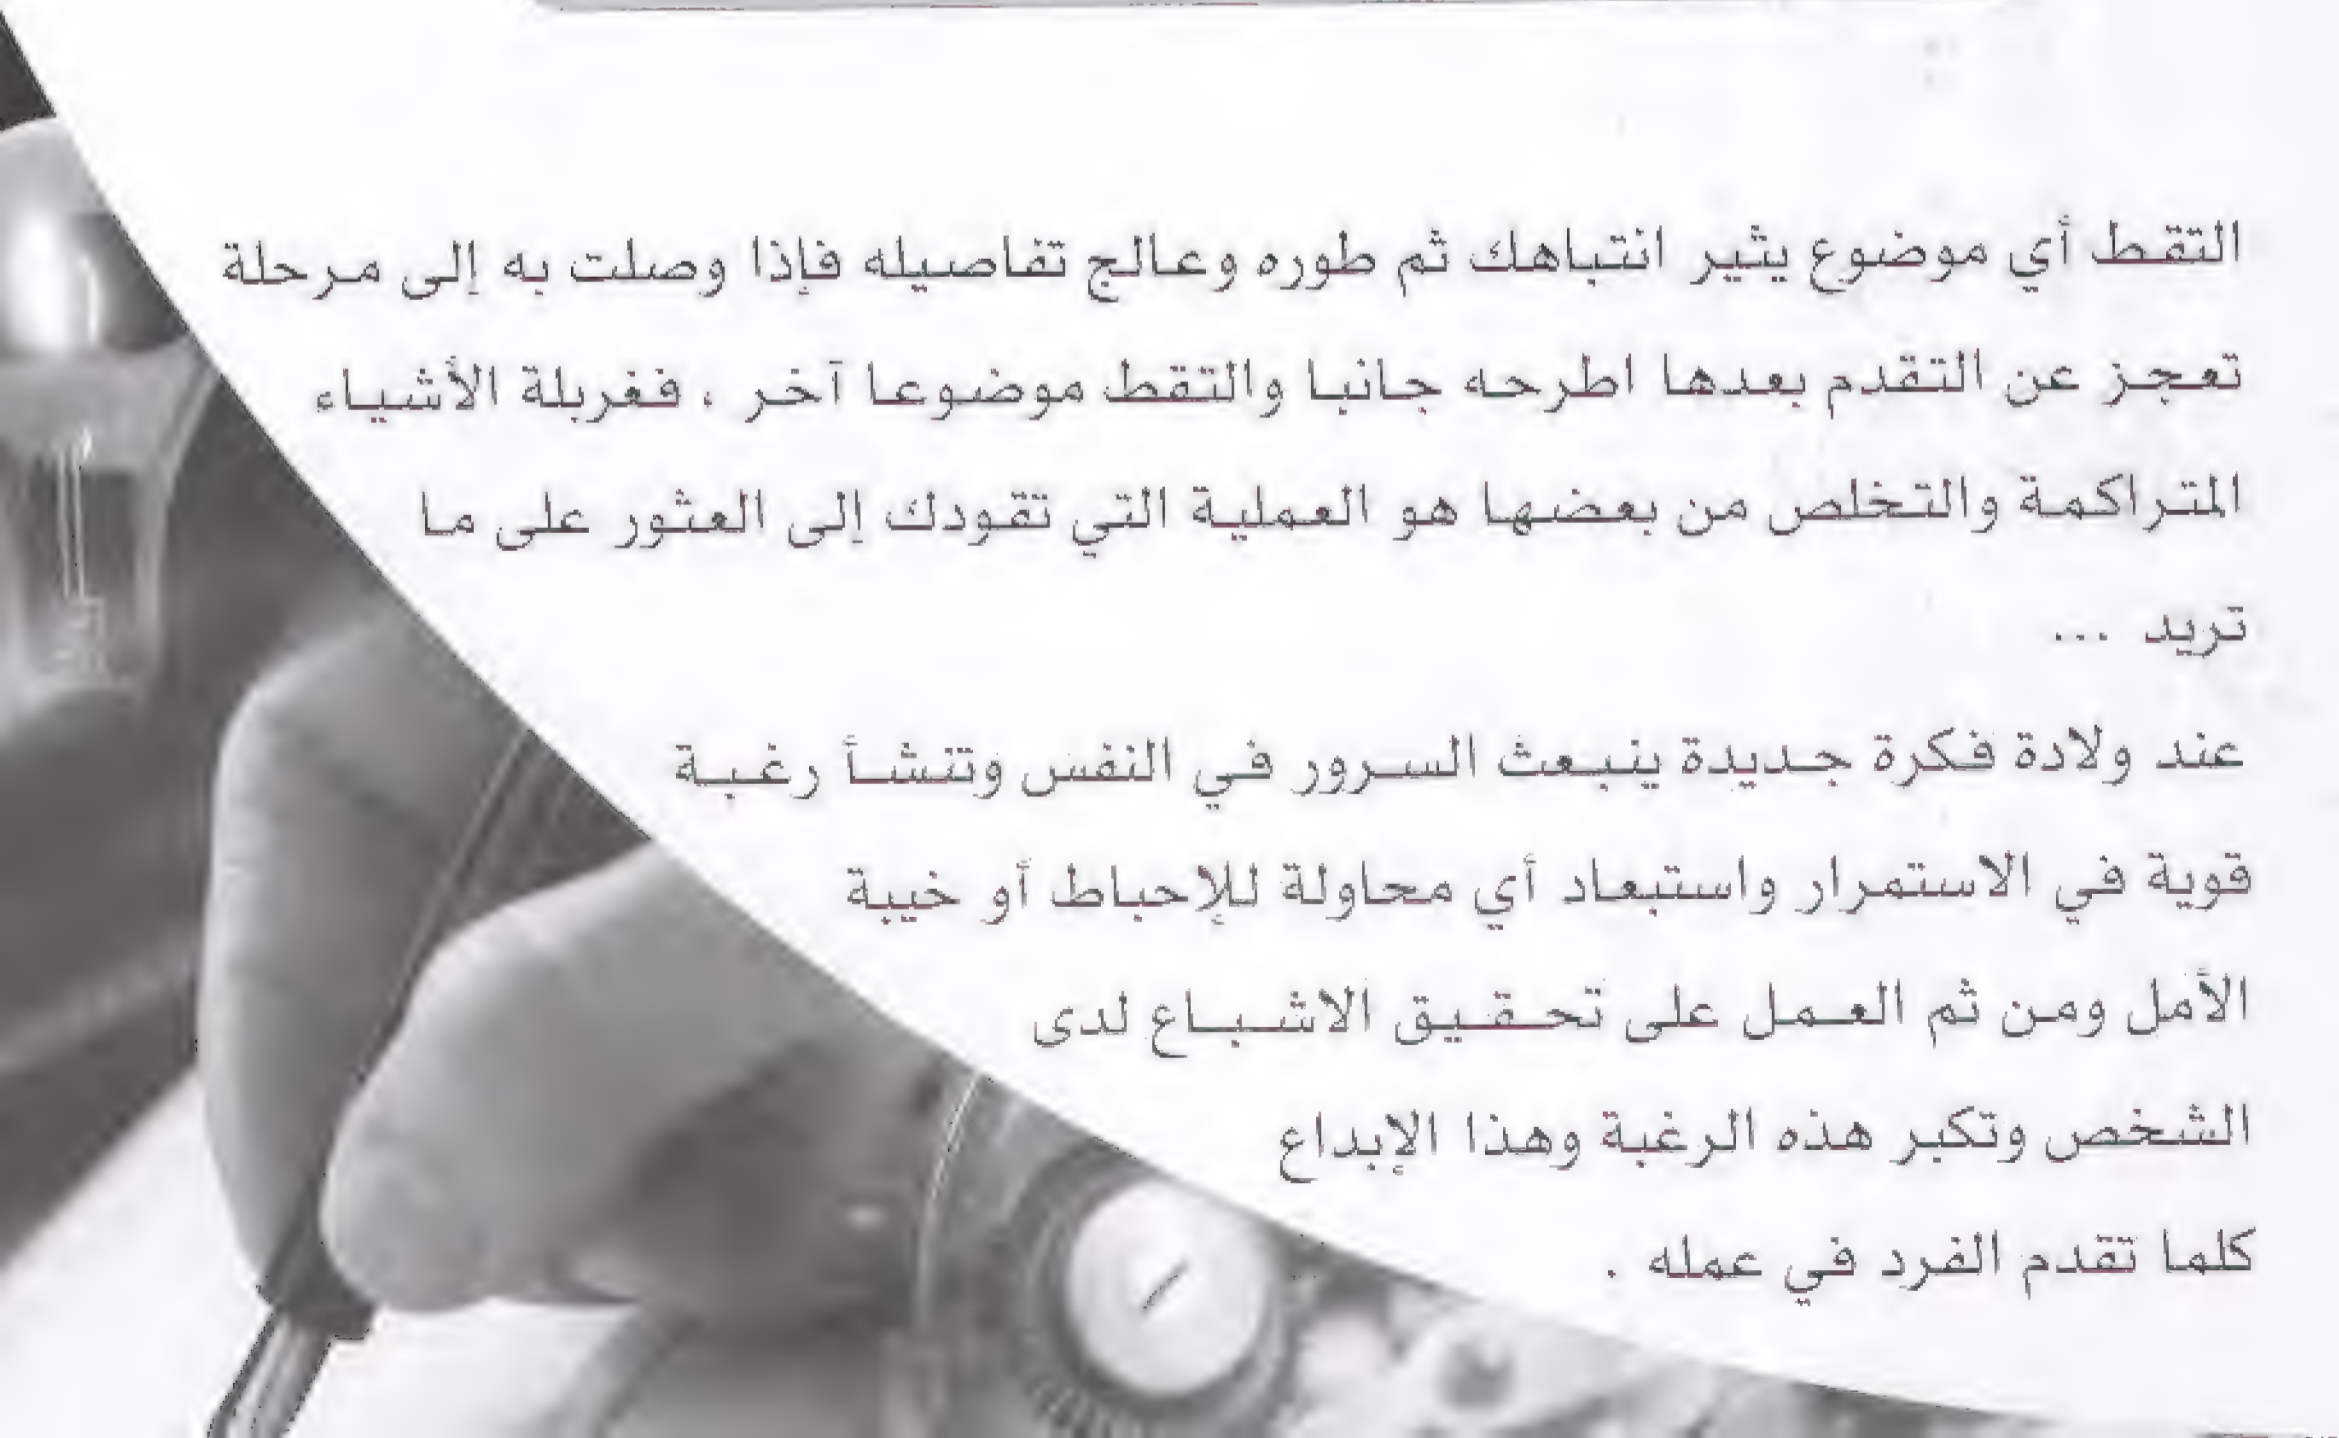 التقط أي موضوع يثير انتباهك ثم طوره وعالج تفاصيله فإذا وصلت به إلى مرحلة
تعجز عن التقدم بعدها اطرحه جانبا والتقط موضوعا آخر ، فغربلة الأشياء
المتراكمة والتخلص من بعضها هو العملية التي تقودك إلى العثور على ما
تريد ...
عند ولادة فكرة جديدة ينبعث السرور في النفس وتنشأ رغبة
قوية في الاستمرار واستبعاد أي محاولة للإحباط أو خيبة
الأمل ومن ثم العمل على تحقيق الاشباع لدى
الشخص وتكبر هذه الرغبة وهذا الإبداع
كلما تقدم الفرد في عمله .